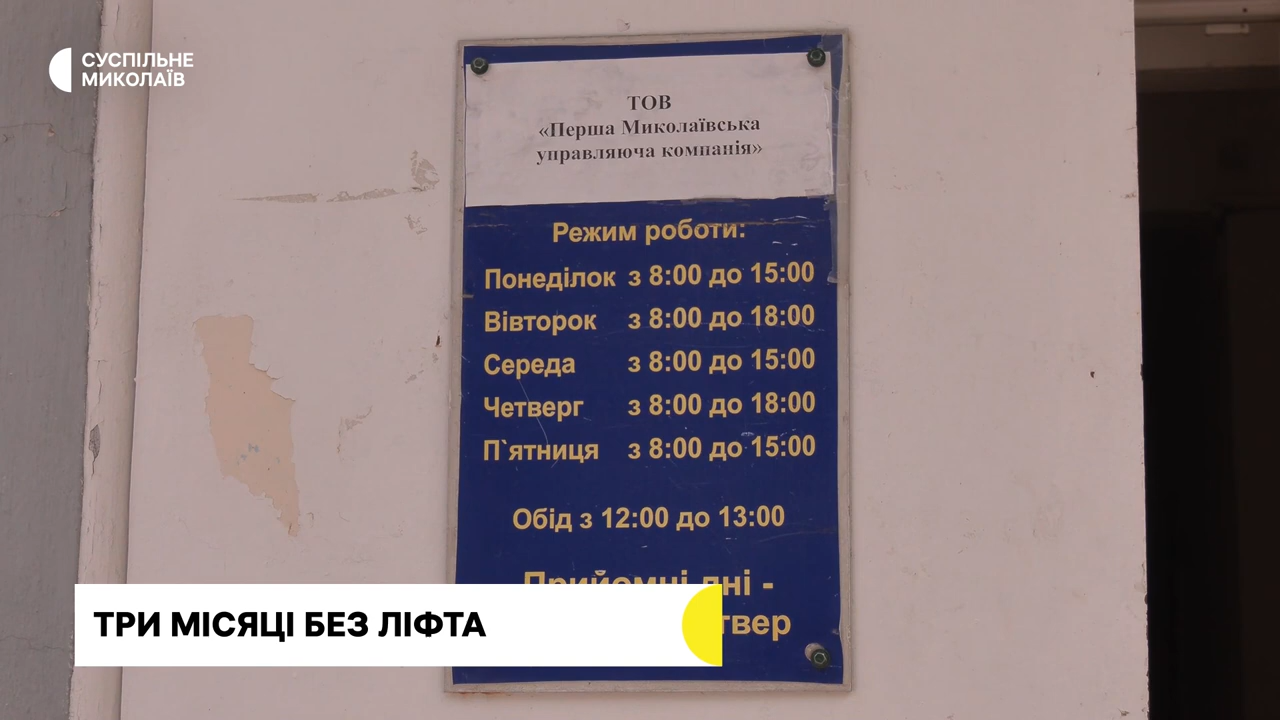 СУСПІЛЬНЕ
МИКОЛАЇВ
ТОВ
«Перша Миколаївська
управляюча компанія»
Режим роботи:
Понеділок з 8:00 до 15:00
Вівторок з 8:00 до 18:00
Середа з 8:00 до 15:00
Четверг з 8:00 до 18:00
П`ятниця з 8:00 до 15:00
Обід з 12:00 до 13:00
Прийомні дні -
ТРИ МІСЯЦІ БЕЗ ЛІФТА